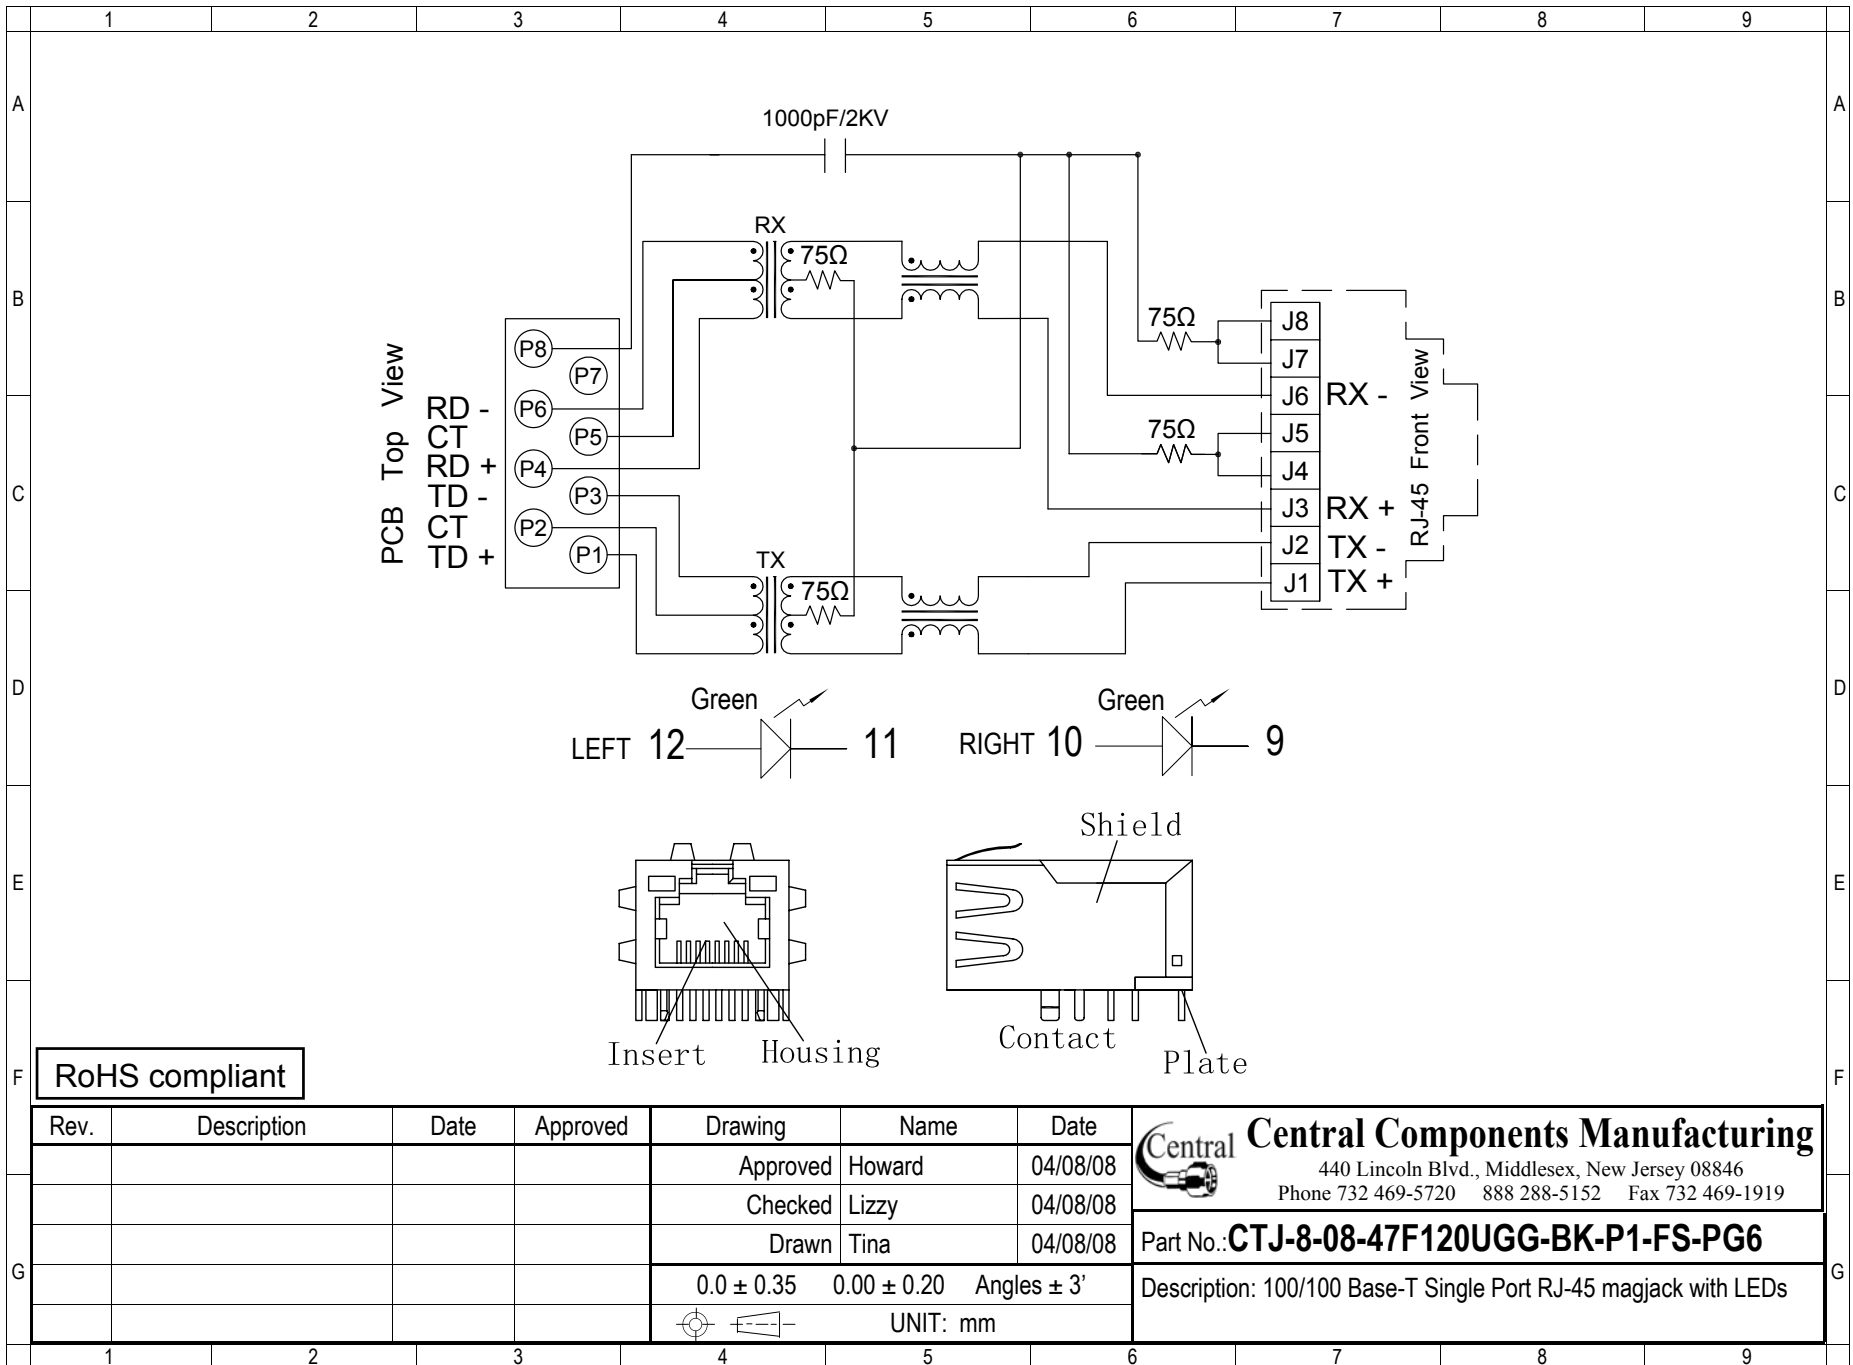 1 2 3 4 5 6 7 8 9
A A
1000pF/2KV
RX
75Ω
B B
75Ω
J8
P8
J7
P7
J6 RX -
RD - P6
75Ω
CT P5
J5
RD + P4
J4
C C
TD - P3
J3 RX +
CT P2
J2 TX -
TD + P1
TX
J1 TX +
75Ω
PCB Top View
RJ-45 Front View
D D
Green
LEFT 12 11
Green
RIGHT 10 9
Shield
E E
Contact
Insert Housing
Plate
F F
RoHS compliant
Rev. Description Date Approved
Drawing Name Date
Approved Howard 04/08/08
Checked Lizzy 04/08/08
Drawn Tina 04/08/08
0.0 ± 0.35 0.00 ± 0.20 Angles ± 3’
UNIT: mm
Central
Central Components Manufacturing
440 Lincoln Blvd., Middlesex, New Jersey 08846
Phone 732 469-5720 888 288-5152 Fax 732 469-1919
Part No.:CTJ-8-08-47F120UGG-BK-P1-FS-PG6
Description: 100/100 Base-T Single Port RJ-45 magjack with LEDs
G G
1 2 3 4 5 6 7 8 9